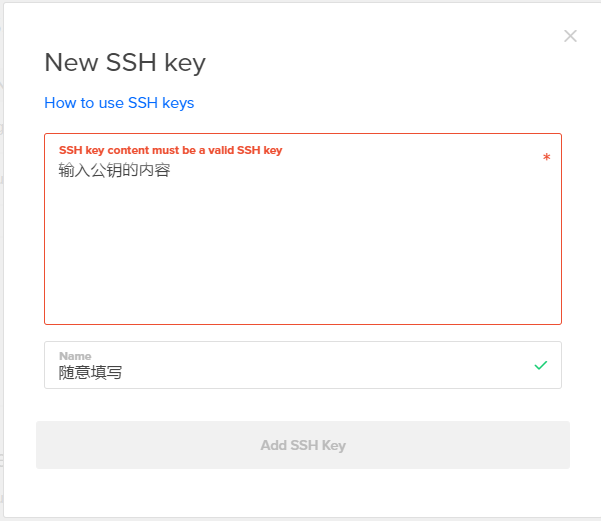 New SSH key
How to use SSH keys
SSH key content must be a valid SSH key
*
输入公钥的内容
Name
随意填写
Add SSH Key